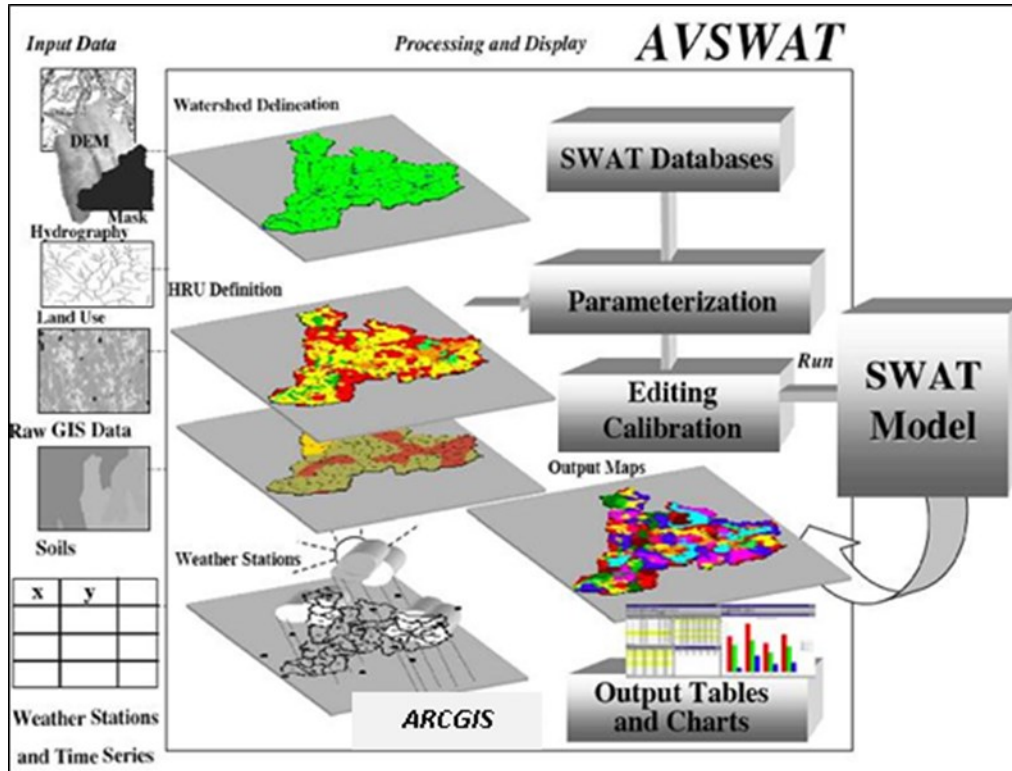 Input Data
Processing and Display
AVSWAT
DEM
Mask
Hydrography
Land Use
Raw GIS Data
Soils
x y
Weather Stations
and Time Series
Watershed Delineation
HRU Definition
Weather Stations
ARCGIS
SWAT Databases
Parameterization
Editing
Calibration
Run
SWAT
Model
Output Maps
Output Tables
and Charts